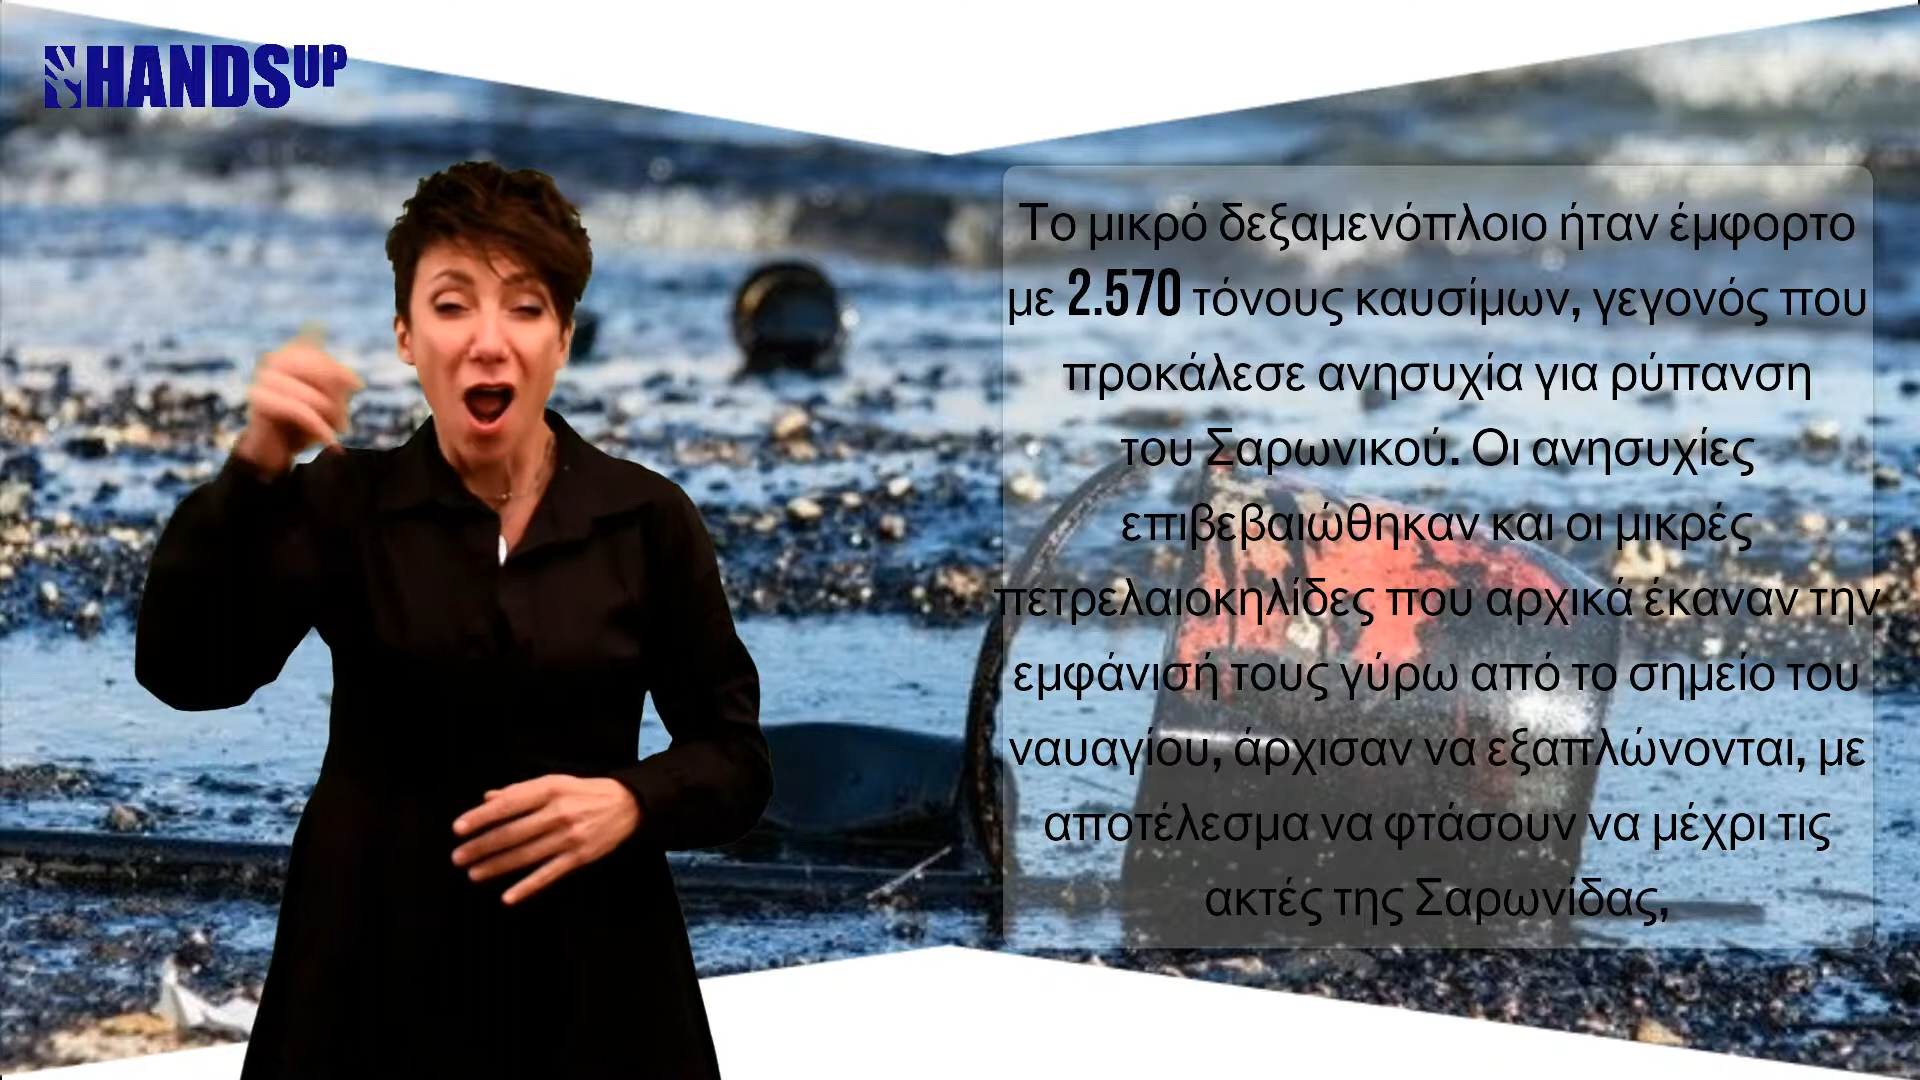 HANDSUP
Το μικρό δεξαμενόπλοιο ήταν έμφορτο
με 2.570 τόνους καυσίμων, γεγονός που
προκάλεσε ανησυχία για ρύπανση
του Σαρωνικού. Οι ανησυχίες
επιβεβαιώθηκαν και οι μικρές
πετρελαιοκηλίδες που αρχικά έκαναν την
εμφάνισή τους γύρω από το σημείο του
ναυαγίου, άρχισαν να εξαπλώνονται, με
αποτέλεσμα να φτάσουν να μέχρι τις
ακτές της Σαρωνίδας,